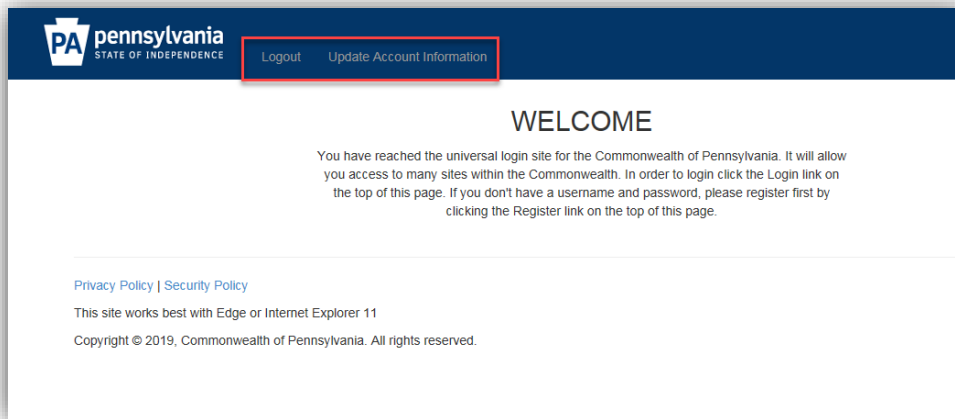 PA pennsylvania
STATE OF INDEPENDENCE
Logout Update Account Information
WELCOME
You have reached the universal login site for the Commonwealth of Pennsylvania. It will allow
you access to many sites within the Commonwealth. In order to login click the Login link on
the top of this page. If you don't have a username and password, please register first by
clicking the Register link on the top of this page.
Privacy Policy | Security Policy
This site works best with Edge or Internet Explorer 11
Copyright © 2019, Commonwealth of Pennsylvania. All rights reserved.